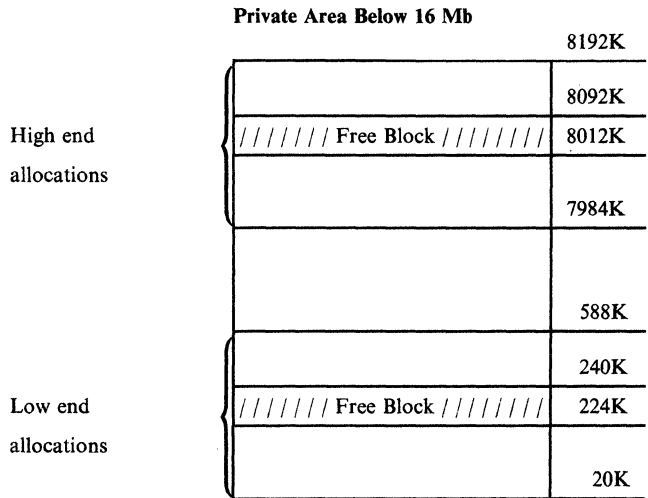 Private Area Below 16 Mb
8192K
8092K
High end
allocations
/ / / / / / / Free Block / / / / / / / / 8012K
7984K
588K
240K
Low end
allocations
/ / / / / / / Free Block / / / / / / / / 224K
20K